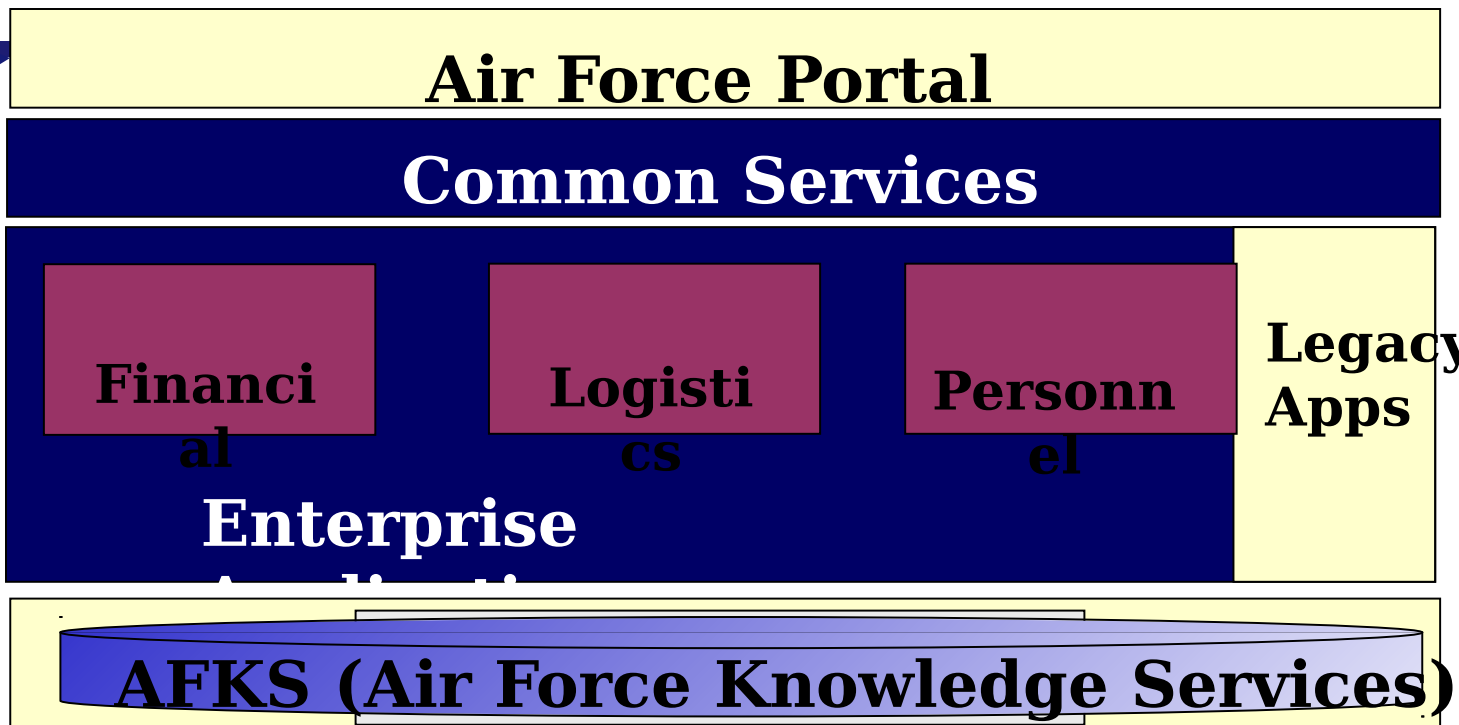 Air Force Portal
Common Services
Financi
al
Logisti
cs
Personn
el
Legacy
Apps
Enterprise
AFKS (Air Force Knowledge Services)